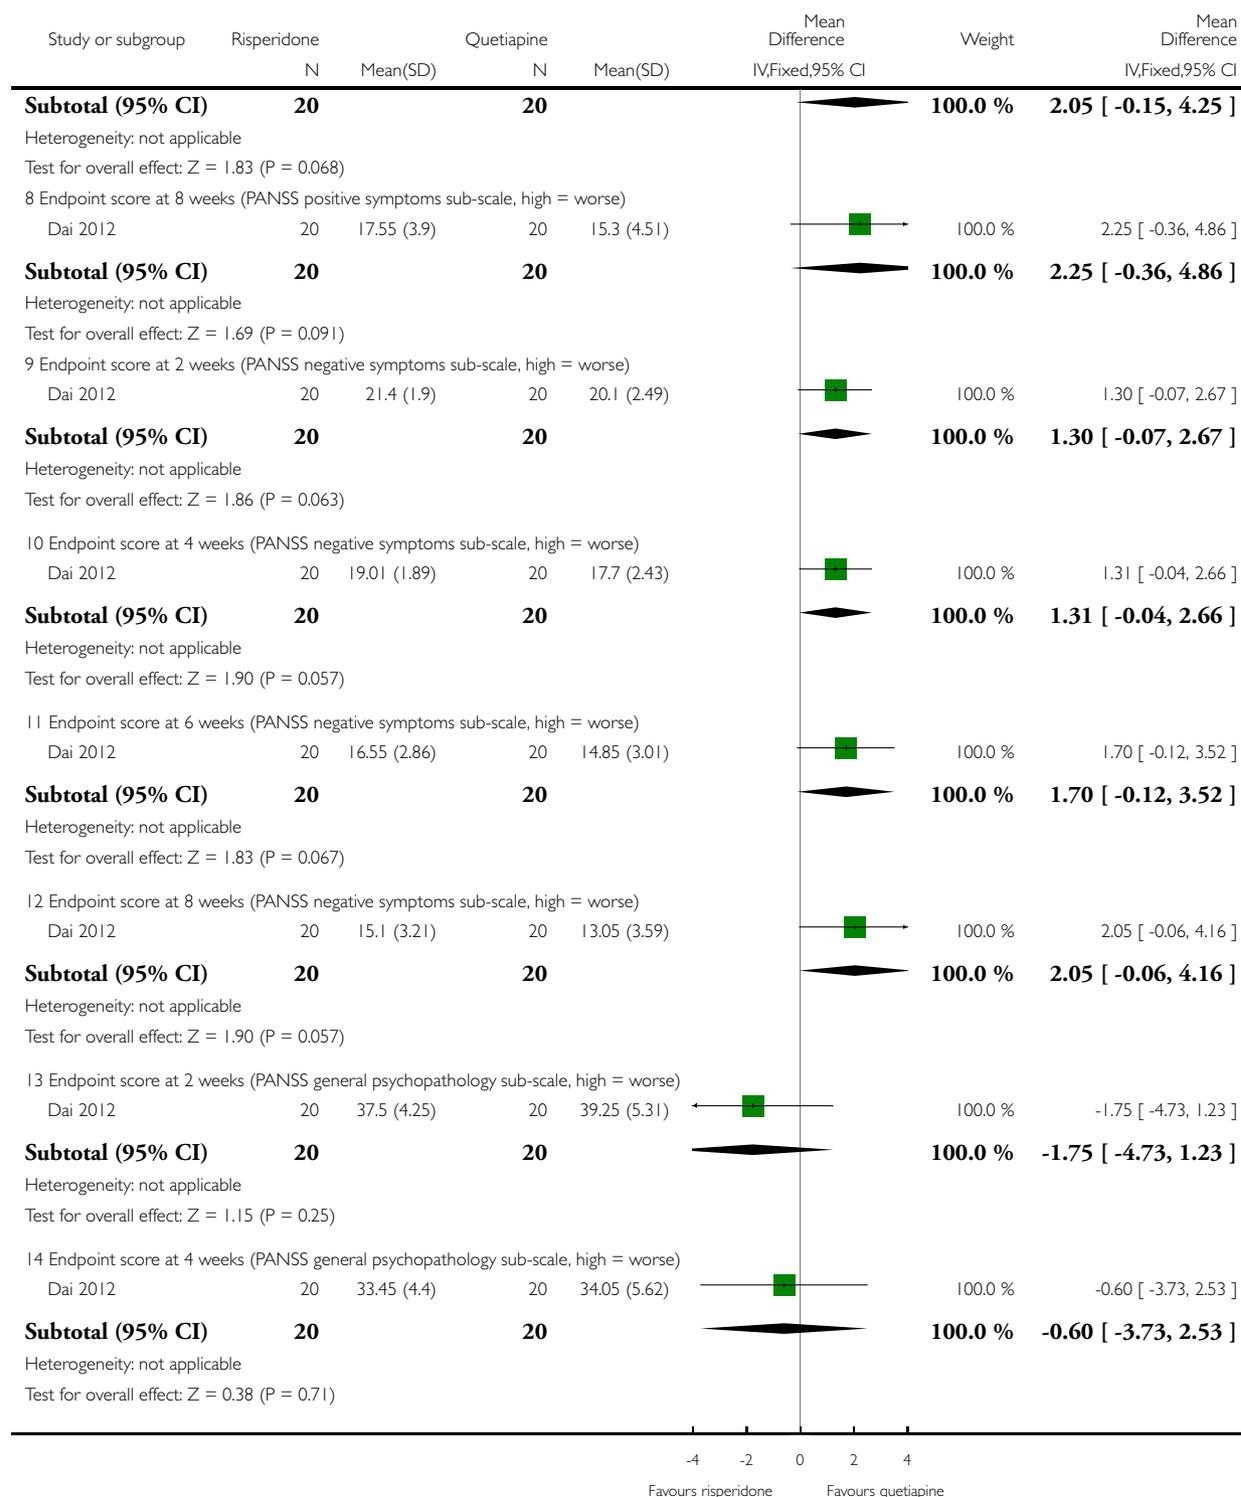 Study or subgroup Risperidone Quetiapine Mean Difference Weight Mean Difference
N Mean(SD) N Mean(SD) IV,Fixed,95% CI IV,Fixed,95% CI
Subtotal (95% CI) 20 20 100.0 % 2.05 [ -0.15, 4.25 ]
Heterogeneity: not applicable
Test for overall effect: Z = 1.83 (P = 0.068)
8 Endpoint score at 8 weeks (PANSS positive symptoms sub-scale, high = worse)
Dai 2012 20 17.55 (3.9) 20 15.3 (4.51) 100.0 % 2.25 [ -0.36, 4.86 ]
Subtotal (95% CI) 20 20 100.0 % 2.25 [ -0.36, 4.86 ]
Heterogeneity: not applicable
Test for overall effect: Z = 1.69 (P = 0.091)
9 Endpoint score at 2 weeks (PANSS negative symptoms sub-scale, high = worse)
Dai 2012 20 21.4 (1.9) 20 20.1 (2.49) 100.0 % 1.30 [ -0.07, 2.67 ]
Subtotal (95% CI) 20 20 100.0 % 1.30 [ -0.07, 2.67 ]
Heterogeneity: not applicable
Test for overall effect: Z = 1.86 (P = 0.063)
10 Endpoint score at 4 weeks (PANSS negative symptoms sub-scale, high = worse)
Dai 2012 20 19.01 (1.89) 20 17.7 (2.43) 100.0 % 1.31 [ -0.04, 2.66 ]
Subtotal (95% CI) 20 20 100.0 % 1.31 [ -0.04, 2.66 ]
Heterogeneity: not applicable
Test for overall effect: Z = 1.90 (P = 0.057)
11 Endpoint score at 6 weeks (PANSS negative symptoms sub-scale, high = worse)
Dai 2012 20 16.55 (2.86) 20 14.85 (3.01) 100.0 % 1.70 [ -0.12, 3.52 ]
Subtotal (95% CI) 20 20 100.0 % 1.70 [ -0.12, 3.52 ]
Heterogeneity: not applicable
Test for overall effect: Z = 1.83 (P = 0.067)
12 Endpoint score at 8 weeks (PANSS negative symptoms sub-scale, high = worse)
Dai 2012 20 15.1 (3.21) 20 13.05 (3.59) 100.0 % 2.05 [ -0.06, 4.16 ]
Subtotal (95% CI) 20 20 100.0 % 2.05 [ -0.06, 4.16 ]
Heterogeneity: not applicable
Test for overall effect: Z = 1.90 (P = 0.057)
13 Endpoint score at 2 weeks (PANSS general psychopathology sub-scale, high = worse)
Dai 2012 20 37.5 (4.25) 20 39.25 (5.31) 100.0 % -1.75 [ -4.73, 1.23 ]
Subtotal (95% CI) 20 20 100.0 % -1.75 [ -4.73, 1.23 ]
Heterogeneity: not applicable
Test for overall effect: Z = 1.15 (P = 0.25)
14 Endpoint score at 4 weeks (PANSS general psychopathology sub-scale, high = worse)
Dai 2012 20 33.45 (4.4) 20 34.05 (5.62) 100.0 % -0.60 [ -3.73, 2.53 ]
Subtotal (95% CI) 20 20 100.0 % -0.60 [ -3.73, 2.53 ]
Heterogeneity: not applicable
Test for overall effect: Z = 0.38 (P = 0.71)
-4 -2 0 2 4
Favours risperidone Favours quetiapine